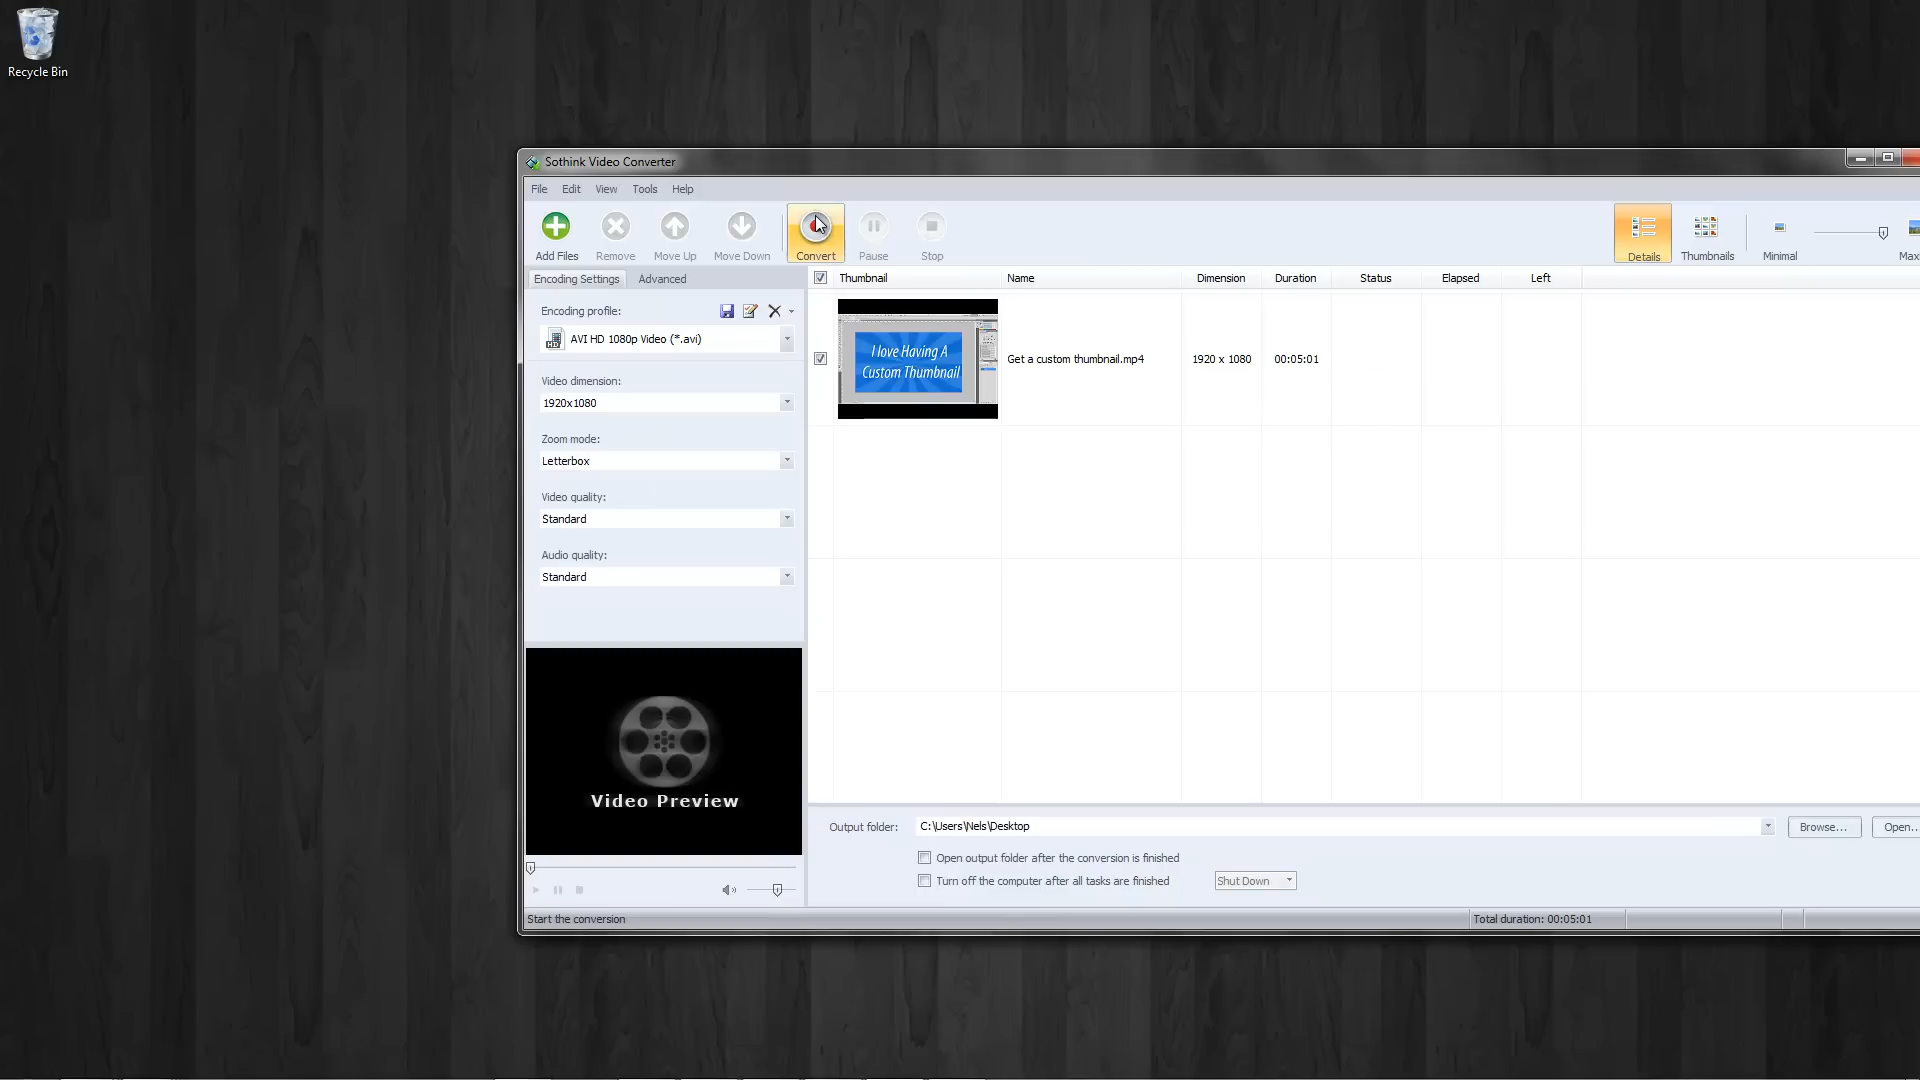 Recycle Bin
Sothink Video Converter
File Edit View Tools Help
Add Files Remove Move Up Move Down Convert Pause Stop Details Thumbnails Minimal
Encoding Settings Advanced
Thumbnail Name Dimension Duration Status Elapsed Left
Encoding profile:
HD AVI HD 1080p Video (*.avi)
Video dimension:
1920x1080
Zoom mode:
Letterbox
Video quality:
Standard
Audio quality:
Standard
I love Having A
Custom Thumbnail
Get a custom thumbnail.mp4 1920 x 1080 00:05:01
Video Preview
Output folder: C:\Users\Nels\Desktop Browse... Open...
Open output folder after the conversion is finished
Turn off the computer after all tasks are finished Shut Down
Start the conversion Total duration: 00:05:01